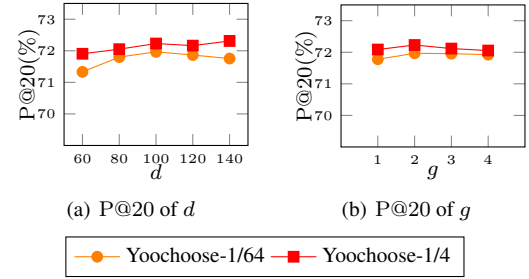 73
72
71
70
P@20(%)
60 80 100 120 140
d
(a) P@20 of d
73
72
71
70
P@20(%)
1 2 3 4
g
(b) P@20 of g
Yoochoose-1/64 Yoochoose-1/4